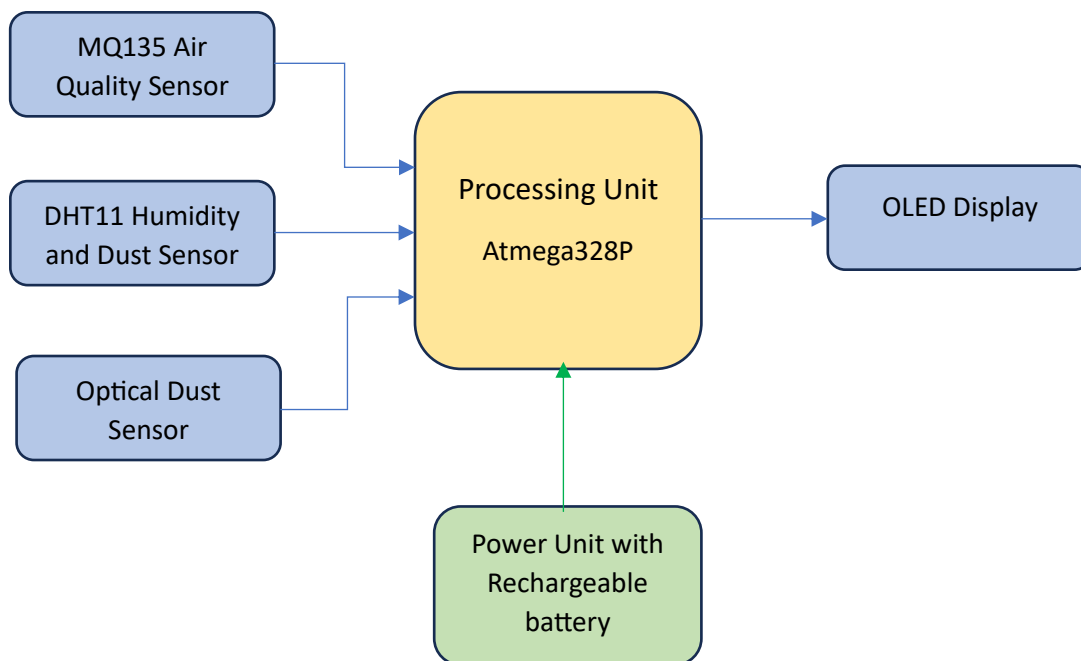 MQ135 Air
Quality Sensor
DHT11 Humidity
and Dust Sensor
Optical Dust
Sensor
Processing Unit
Atmega328P
OLED Display
Power Unit with
Rechargeable
battery